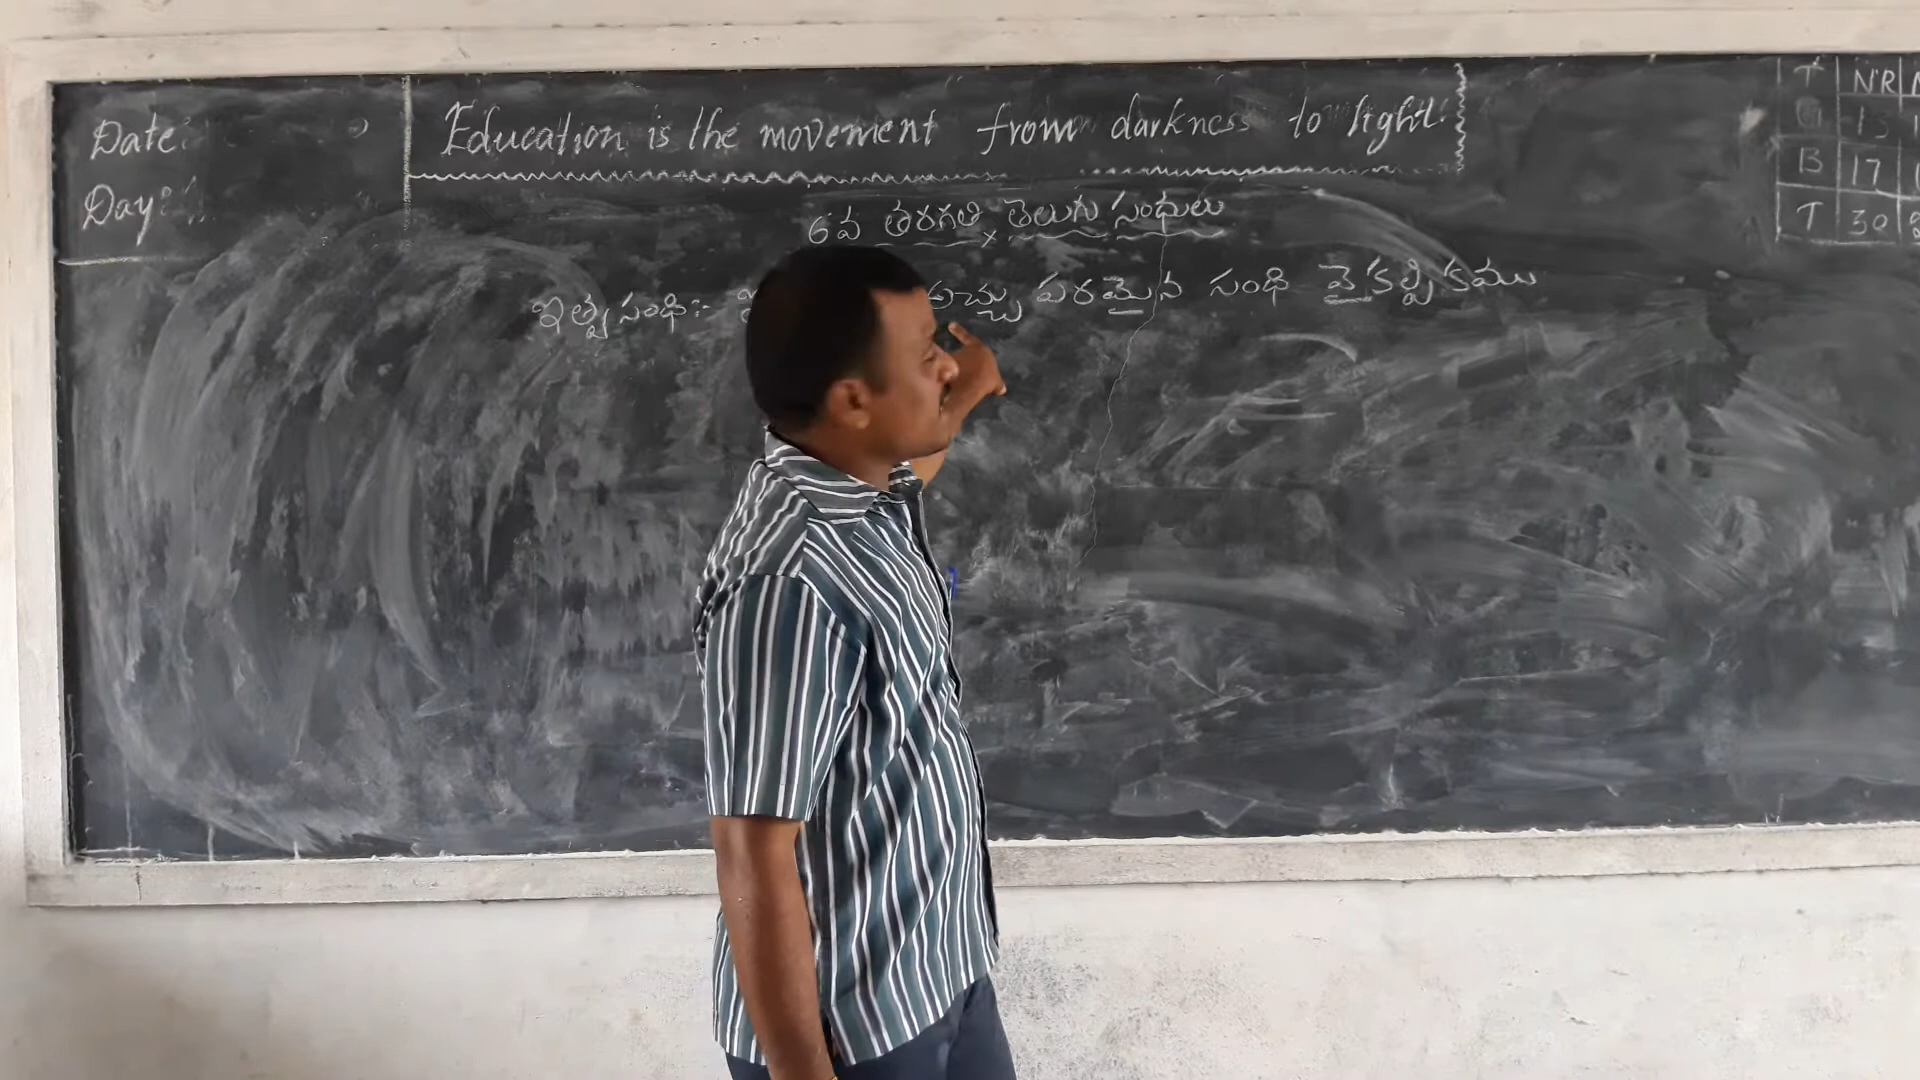 Date:
Day:
Education is the movement from darkness to light.
6వ తరగతి, తెలుగు సంధులు
ఇత్వసంధి:- అచ్చు పరమైన సంధి వైకల్పికము
T NR
G 13
B 17
T 30